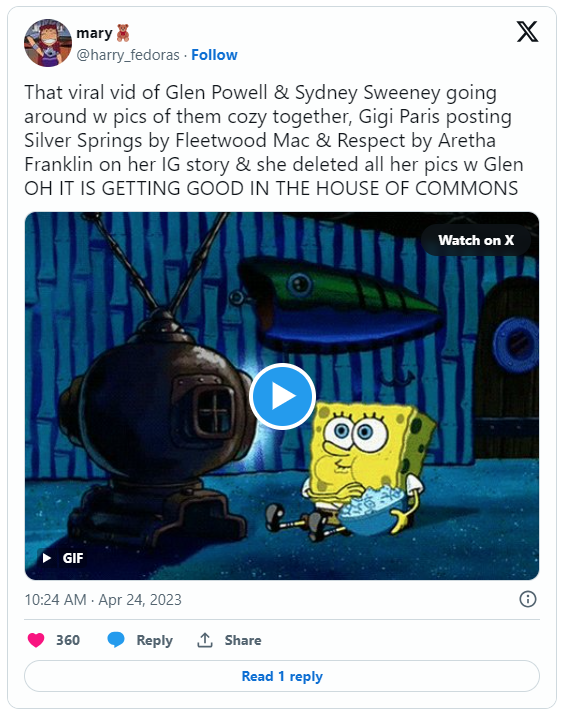 mary🧸
@harry_fedoras · Follow
That viral vid of Glen Powell & Sydney Sweeney going
around w pics of them cozy together, Gigi Paris posting
Silver Springs by Fleetwood Mac & Respect by Aretha
Franklin on her IG story & she deleted all her pics w Glen
OH IT IS GETTING GOOD IN THE HOUSE OF COMMONS
Watch on X
GIF
10:24 AM · Apr 24, 2023
360 Reply Share
Read 1 reply